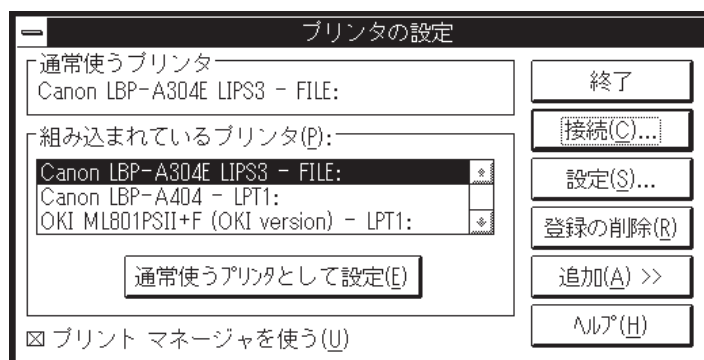 プリンタの設定
通常使うプリンタ
Canon LBP-A304E LIPS3 - FILE:
組み込まれているプリンタ(P):
Canon LBP-A304E LIPS3 - FILE:
Canon LBP-A404 - LPT1:
OKI ML801PSII+F (OKI version) - LPT1:
通常使うプリンタとして設定(E)
プリント マネージャを使う(U)
終了
接続(C)...
設定(S)...
登録の削除(R)
追加(A) >>
ヘルプ(H)